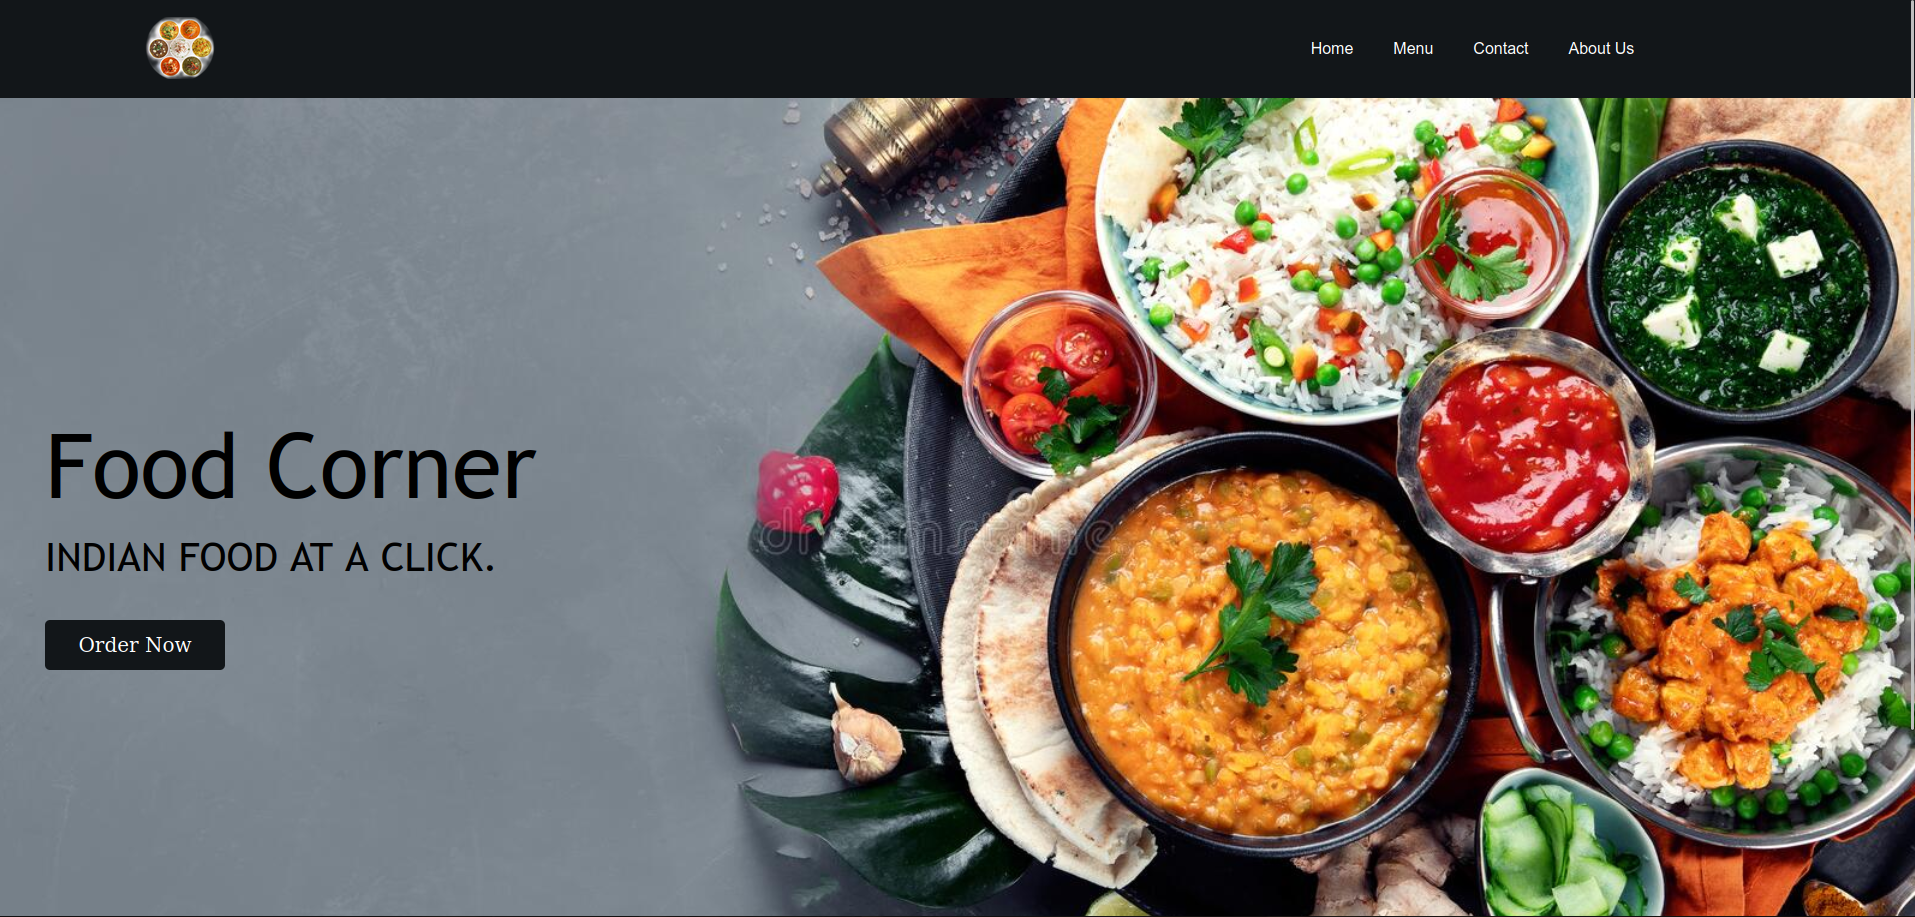 Home Menu Contact About Us
Food Corner
INDIAN FOOD AT A CLICK.
Order Now
dreamstime